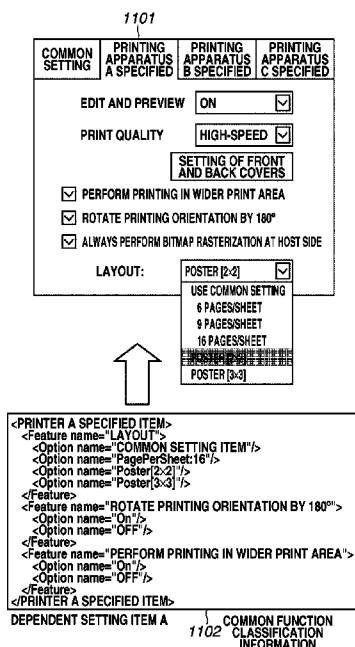 1101
COMMON SETTING
PRINTING APPARATUS A SPECIFIED
PRINTING APPARATUS B SPECIFIED
PRINTING APPARATUS C SPECIFIED
EDIT AND PREVIEW ON
PRINT QUALITY HIGH-SPEED
SETTING OF FRONT
AND BACK COVERS
PERFORM PRINTING IN WIDER PRINT AREA
ROTATE PRINTING ORIENTATION BY 180°
ALWAYS PERFORM BITMAP RASTERIZATION AT HOST SIDE
LAYOUT: POSTER [2×2]
USE COMMON SETTING
6 PAGES/SHEET
9 PAGES/SHEET
16 PAGES/SHEET
POSTER [3×3]
<PRINTER A SPECIFIED ITEM>
<Feature name="LAYOUT">
<Option name="COMMON SETTING ITEM"/>
<Option name="PagePerSheet:16"/>
<Option name="Poster[2×2]"/>
<Option name="Poster[3×3]"/>
</Feature>
<Feature name="ROTATE PRINTING ORIENTATION BY 180°">
<Option name="On"/>
<Option name="OFF"/>
</Feature>
<Feature name="PERFORM PRINTING IN WIDER PRINT AREA">
<Option name="On"/>
<Option name="OFF"/>
</Feature>
</PRINTER A SPECIFIED ITEM>
DEPENDENT SETTING ITEM A
1102 COMMON FUNCTION
CLASSIFICATION
INFORMATION